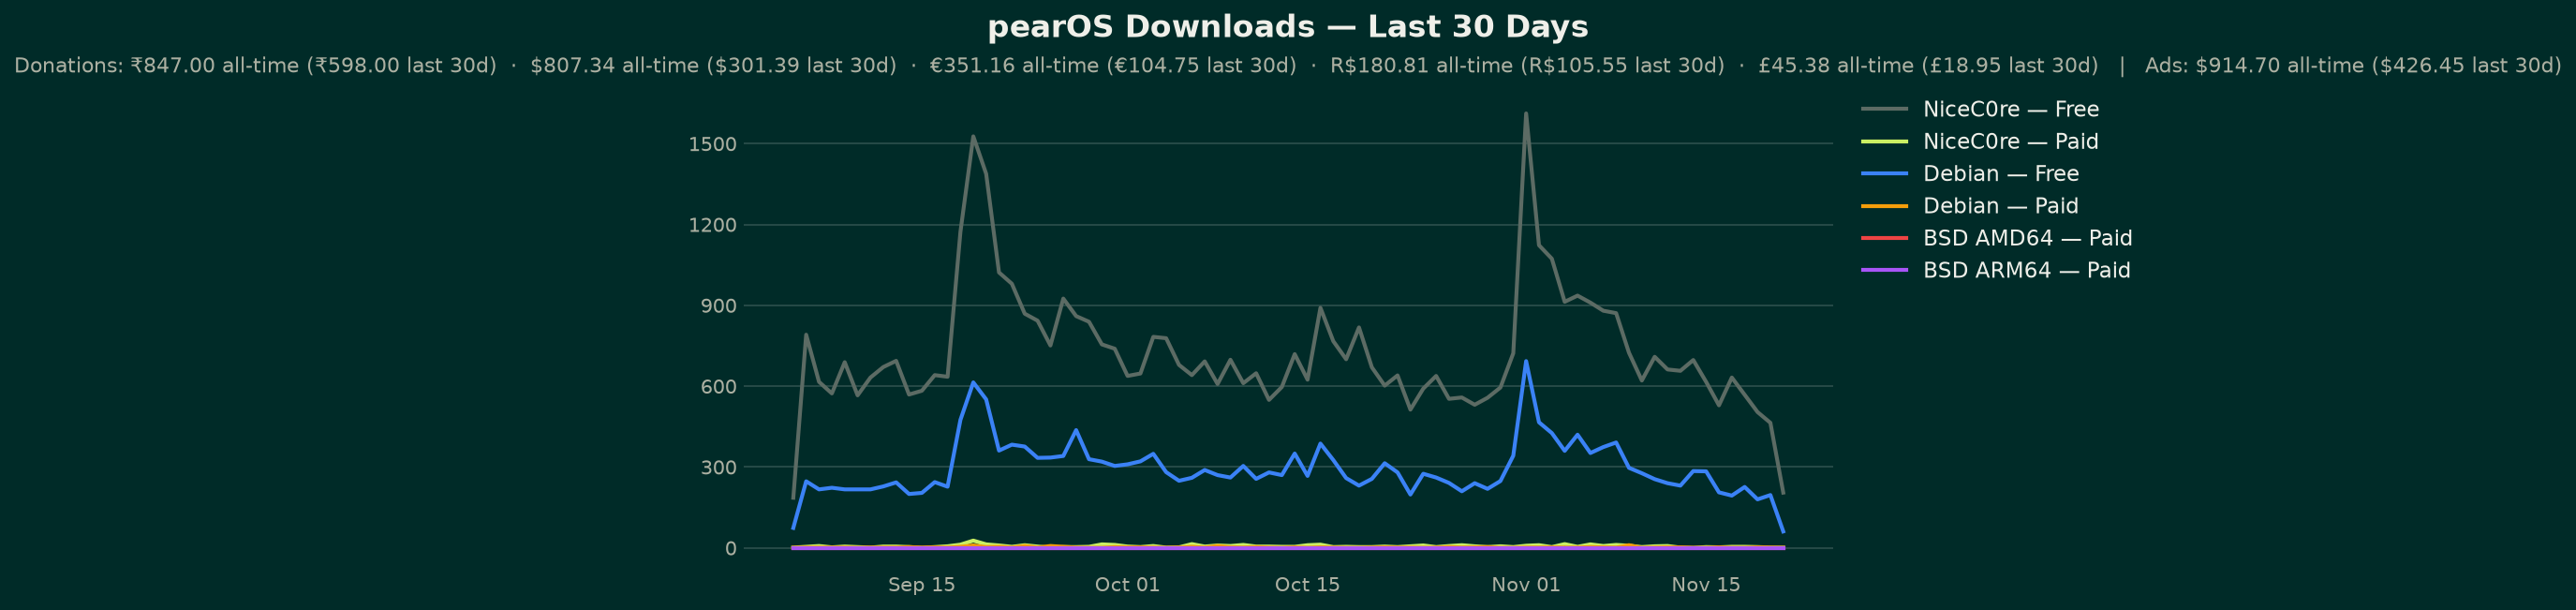 pearOS Downloads — Last 30 Days
Donations: ₹847.00 all-time (₹598.00 last 30d) · $807.34 all-time ($301.39 last 30d) · €351.16 all-time (€104.75 last 30d) · R$180.81 all-time (R$105.55 last 30d) · £45.38 all-time (£18.95 last 30d) | Ads: $914.70 all-time ($426.45 last 30d)
NiceC0re — Free
NiceC0re — Paid
Debian — Free
Debian — Paid
BSD AMD64 — Paid
BSD ARM64 — Paid
1500
1200
900
600
300
0
Sep 15 Oct 01 Oct 15 Nov 01 Nov 15